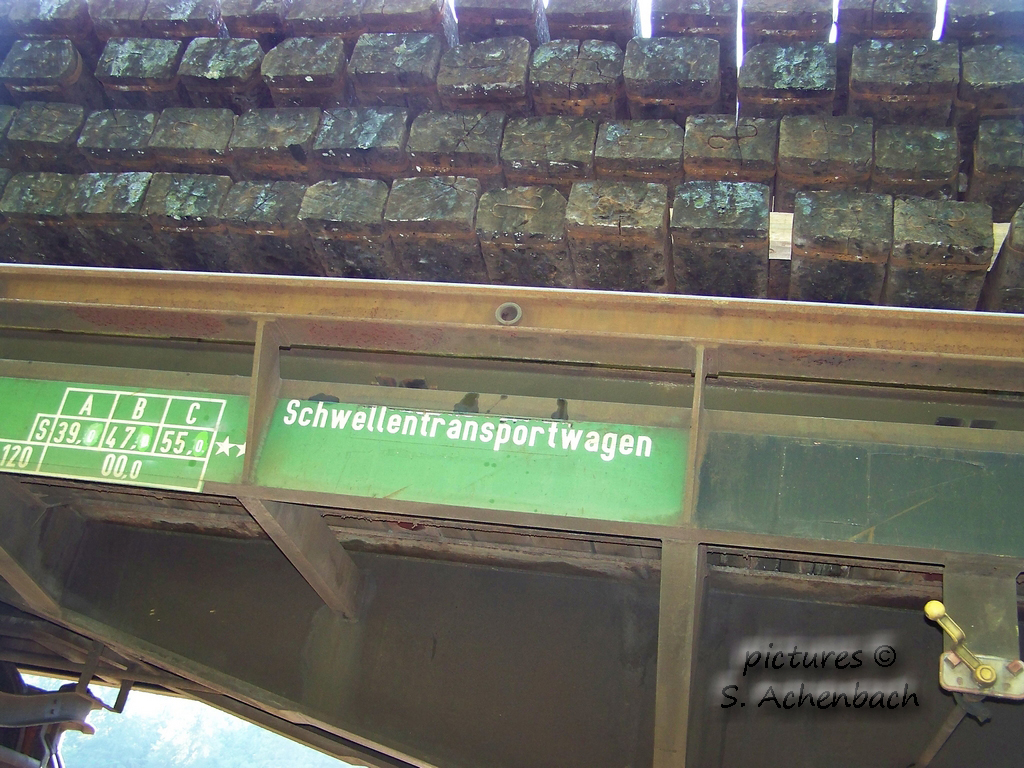 A B C
S 39,0 47,0 55,0 ★★
120 00,0
Schwellentransportwagen
pictures ©
S. Achenbach